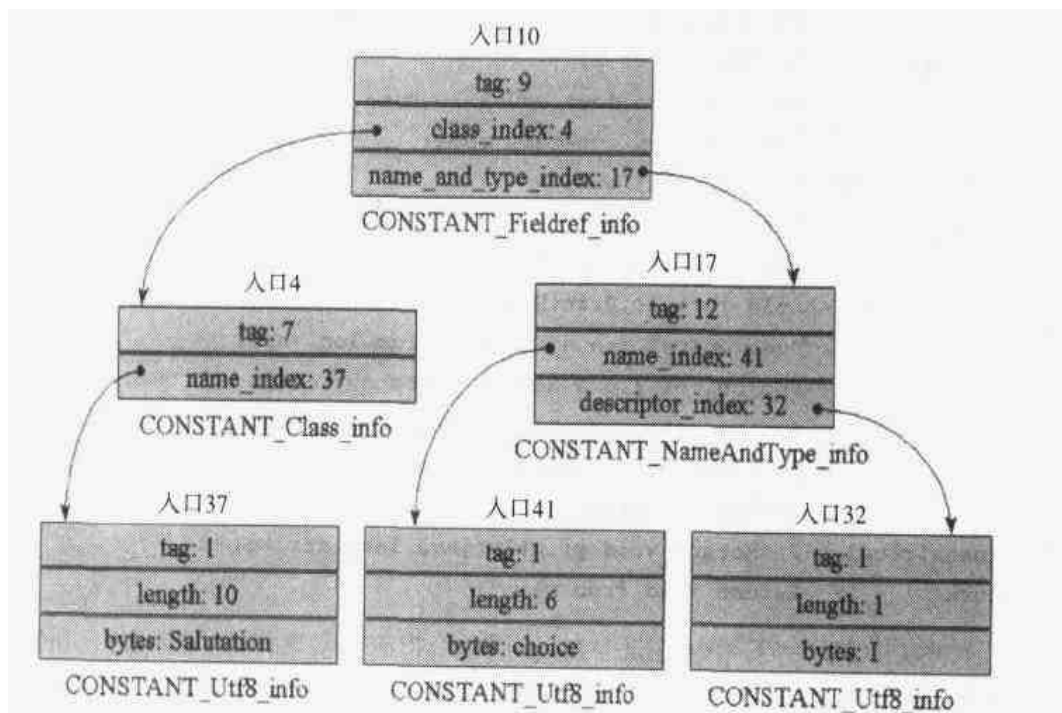 入口10
tag: 9
class_index: 4
name_and_type_index: 17
CONSTANT_Fieldref_info
入口4
tag: 7
name_index: 37
CONSTANT_Class_info
入口17
tag: 12
name_index: 41
descriptor_index: 32
CONSTANT_NameAndType_info
入口37
tag: 1
length: 10
bytes: Salutation
CONSTANT_Utf8_info
入口41
tag: 1
length: 6
bytes: choice
CONSTANT_Utf8_info
入口32
tag: 1
length: 1
bytes: I
CONSTANT_Utf8_info